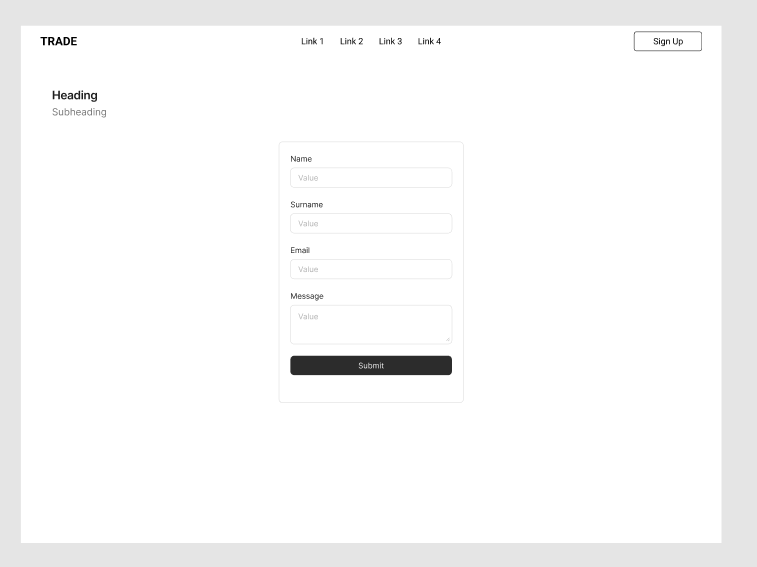 TRADE Link 1 Link 2 Link 3 Link 4 Sign Up
Heading
Subheading
Name
Value
Surname
Value
Email
Value
Message
Value
Submit